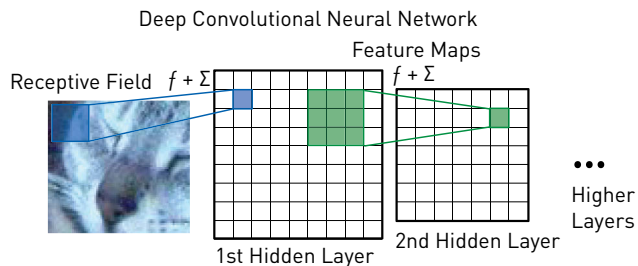 Deep Convolutional Neural Network
Feature Maps
Receptive Field
f + Σ
f + Σ
1st Hidden Layer
2nd Hidden Layer
•••
Higher
Layers